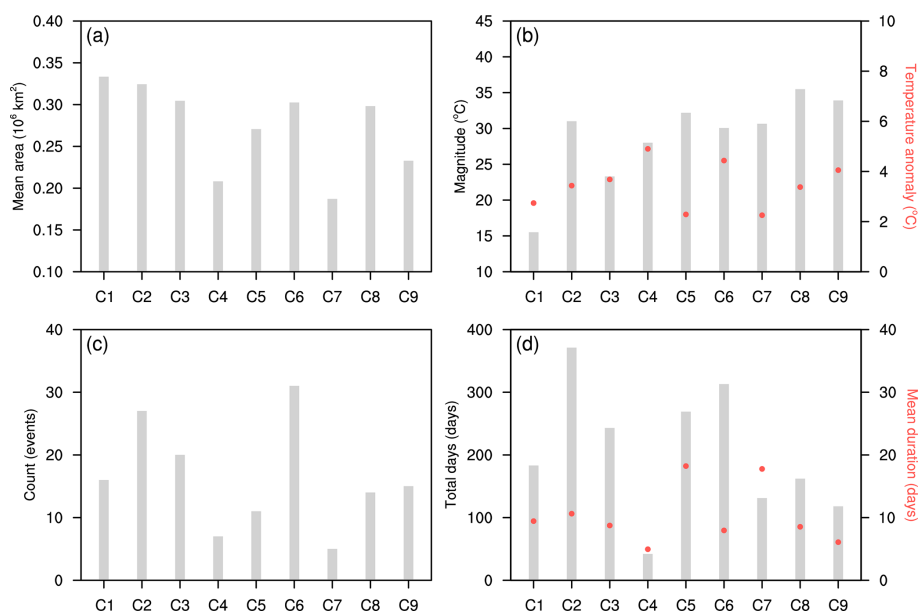 (a)
Mean area (10⁶ km²)
0.40
0.35
0.30
0.25
0.20
0.15
0.10
C1 C2 C3 C4 C5 C6 C7 C8 C9
(b)
Magnitude (°C)
45
40
35
30
25
20
15
10
C1 C2 C3 C4 C5 C6 C7 C8 C9
10
8
6
4
2
0
Temperature anomaly (°C)
(c)
Count (events)
40
30
20
10
0
C1 C2 C3 C4 C5 C6 C7 C8 C9
(d)
Total days (days)
400
300
200
100
0
C1 C2 C3 C4 C5 C6 C7 C8 C9
40
30
20
10
0
Mean duration (days)